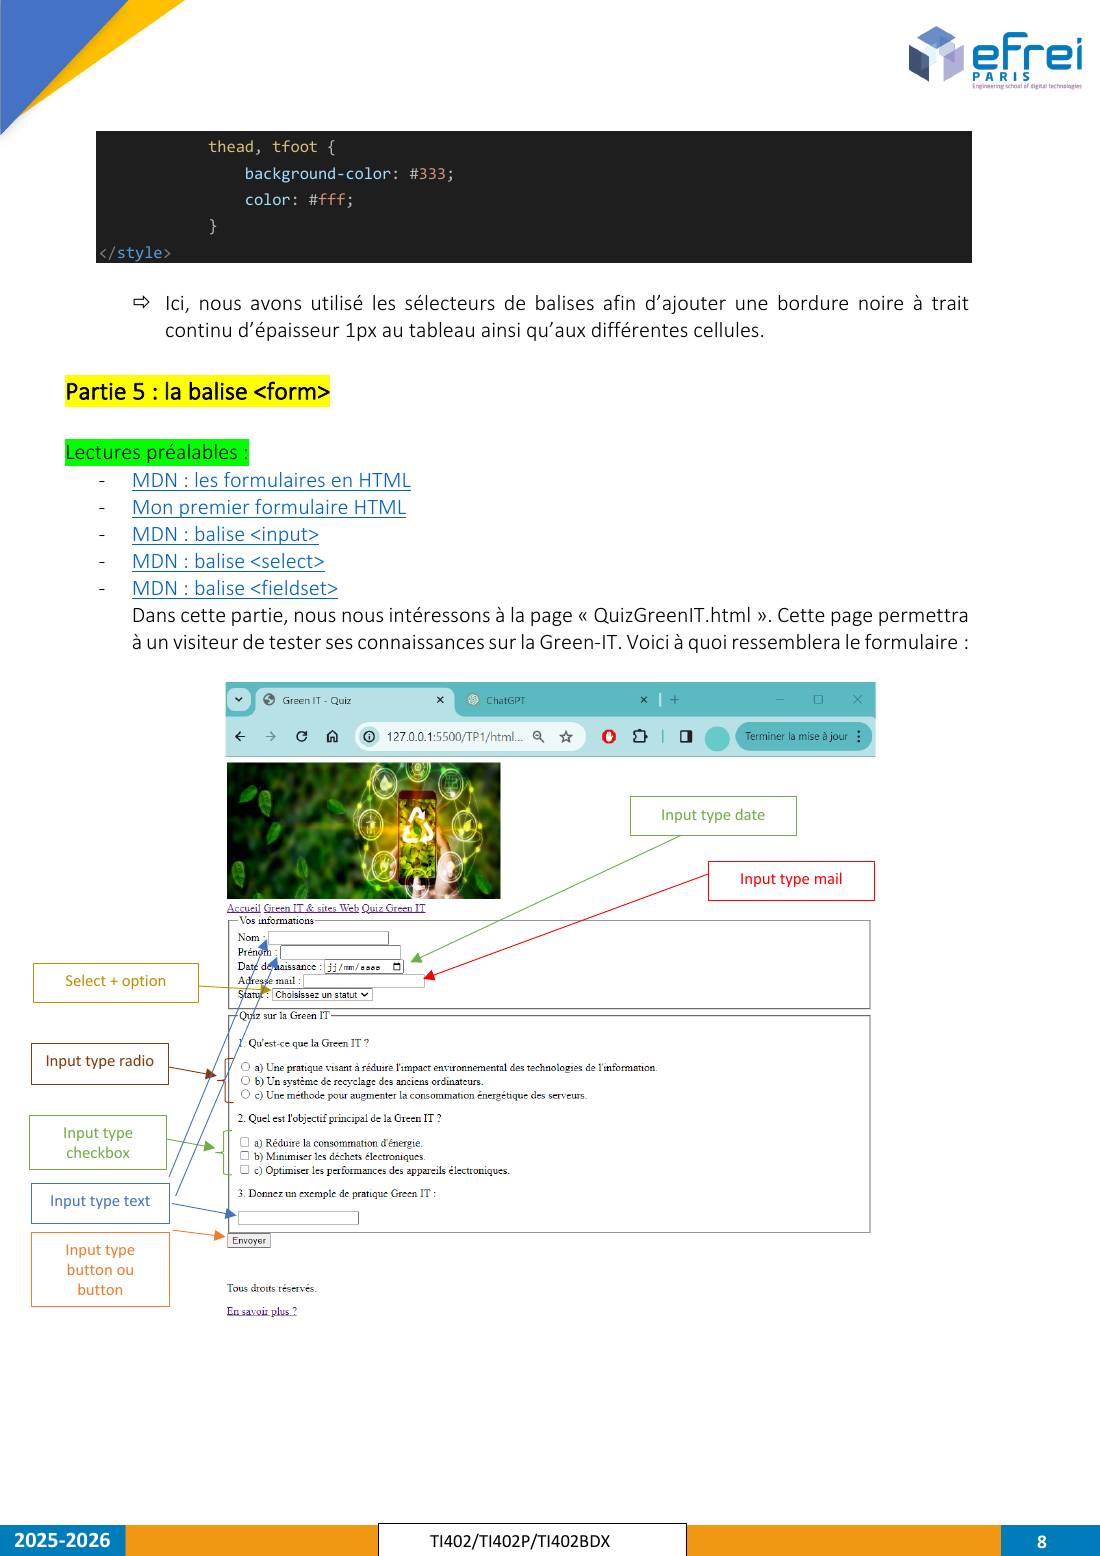 efrei
PARIS
Engineering school of digital technologies
thead, tfoot {
background-color: #333;
color: #fff;
}
</style>
⇨ Ici, nous avons utilisé les sélecteurs de balises afin d’ajouter une bordure noire à trait
continu d’épaisseur 1px au tableau ainsi qu’aux différentes cellules.
Partie 5 : la balise <form>
Lectures préalables :
- MDN : les formulaires en HTML
- Mon premier formulaire HTML
- MDN : balise <input>
- MDN : balise <select>
- MDN : balise <fieldset>
Dans cette partie, nous nous intéressons à la page « QuizGreenIT.html ». Cette page permettra
à un visiteur de tester ses connaissances sur la Green-IT. Voici à quoi ressemblera le formulaire :
Green IT - Quiz
ChatGPT
127.0.0.1:5500/TP1/html...
Terminer la mise à jour
Input type date
Input type mail
Accueil Green IT & sites Web Quiz Green IT
Vos informations
Nom :
Prénom :
Date de naissance : jj/mm/aaaa
Adresse mail :
Statut : Choisissez un statut
Select + option
Quiz sur la Green IT
1. Qu'est-ce que la Green IT ?
Input type radio
a) Une pratique visant à réduire l'impact environnemental des technologies de l'information.
b) Un système de recyclage des anciens ordinateurs.
c) Une méthode pour augmenter la consommation énergétique des serveurs.
2. Quel est l'objectif principal de la Green IT ?
Input type
checkbox
a) Réduire la consommation d'énergie.
b) Minimiser les déchets électroniques.
c) Optimiser les performances des appareils électroniques.
3. Donnez un exemple de pratique Green IT :
Input type text
Envoyer
Input type
button ou
button
Tous droits réservés.
En savoir plus ?
2025-2026
TI402/TI402P/TI402BDX
8